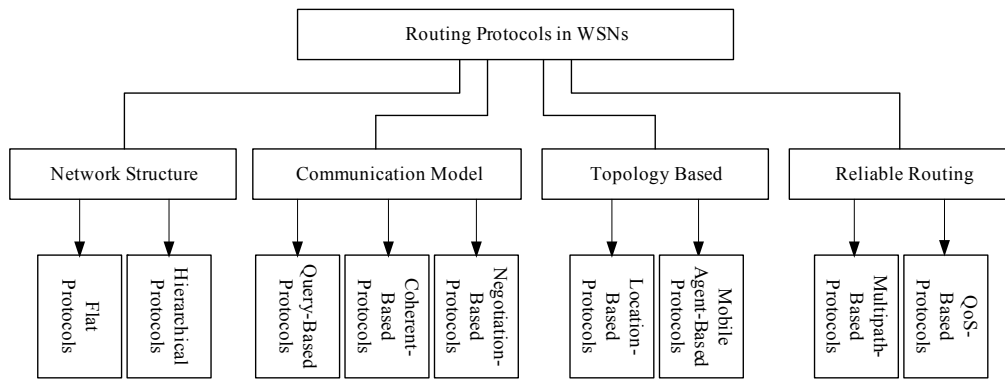 Routing Protocols in WSNs
Network Structure
Communication Model
Topology Based
Reliable Routing
Flat
Protocols
Hierarchical
Protocols
Query-Based
Protocols
Coherent-
Based
Protocols
Negotiation-
Based
Protocols
Location-
Based
Protocols
Mobile
Agent-Based
Protocols
Multipath-
Based
Protocols
QoS-
Based
Protocols